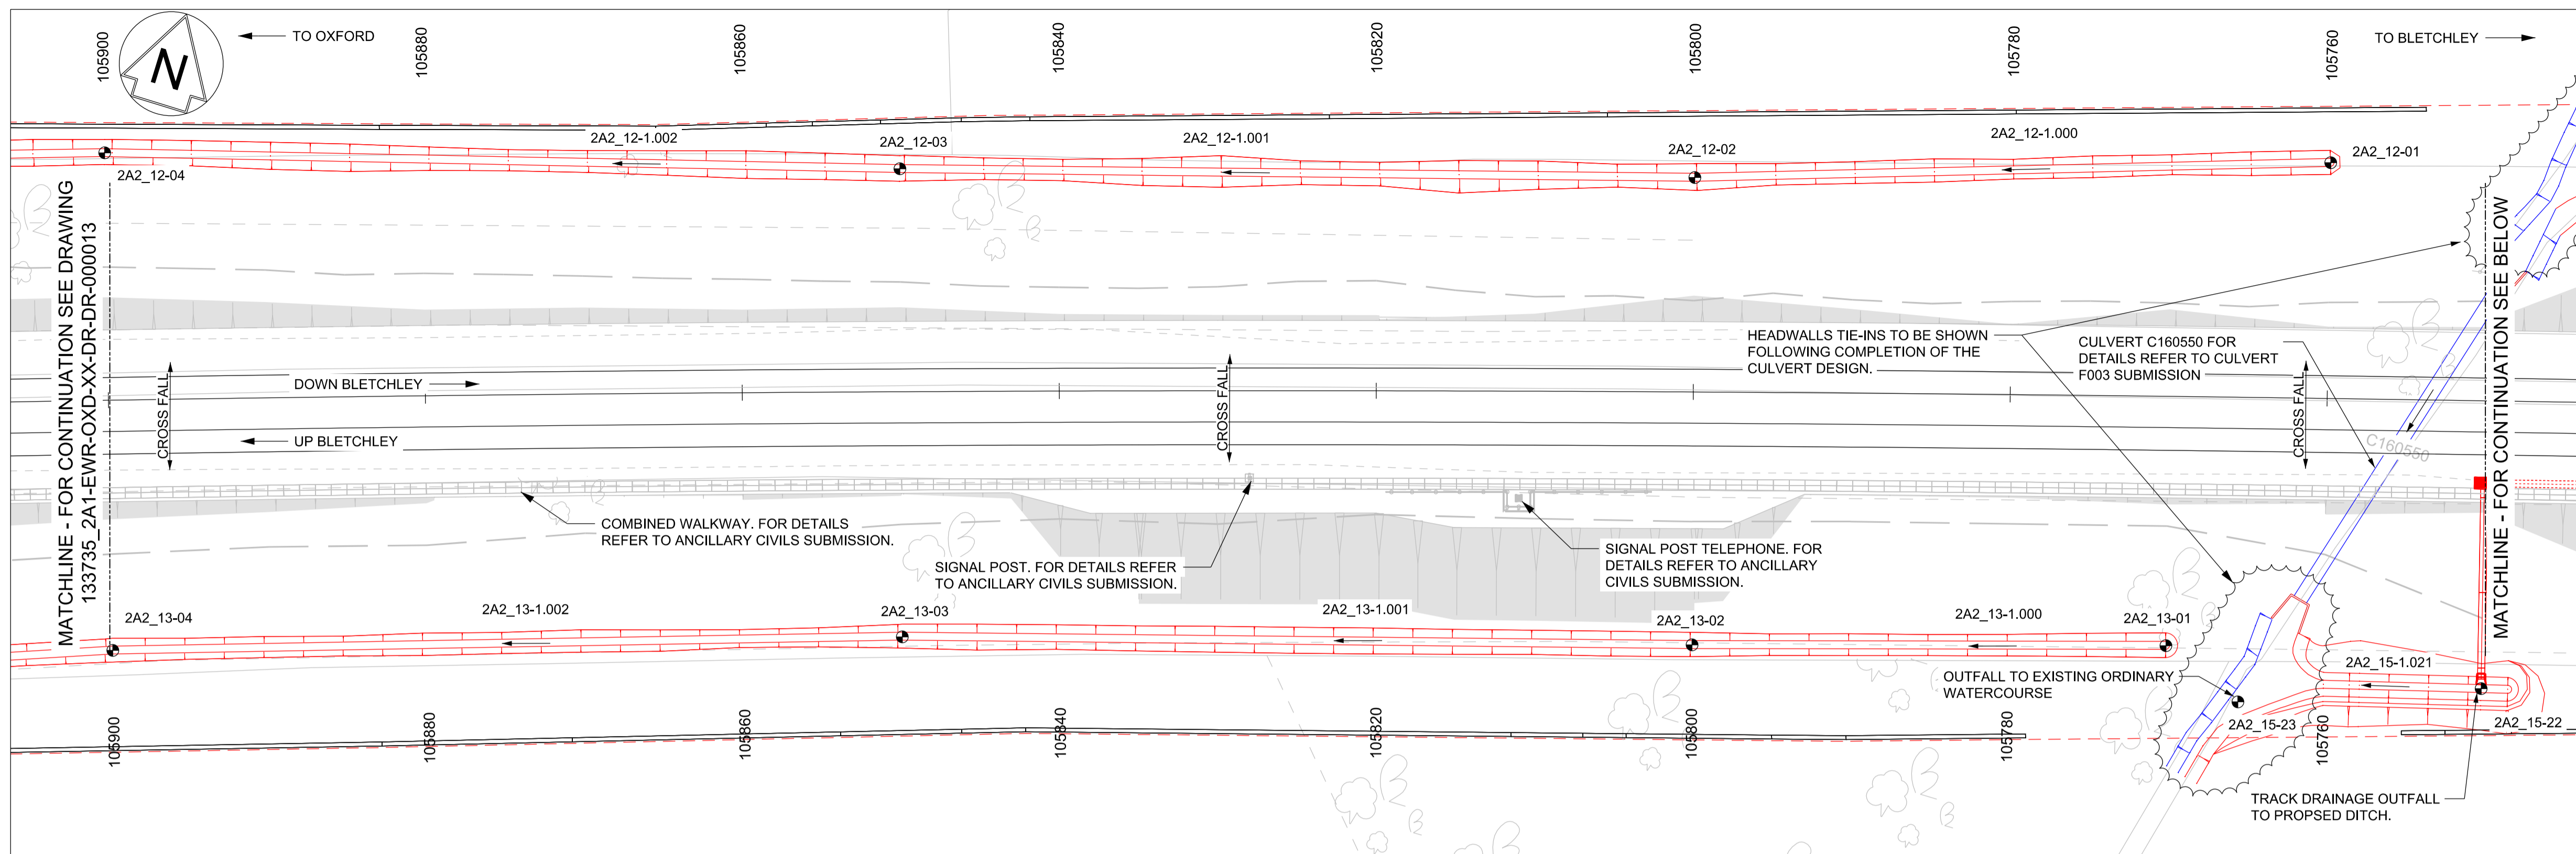 105900
N
TO OXFORD
105880
105860
105840
105820
105800
105780
105760
TO BLETCHLEY
2A2_12-04
2A2_12-1.002
2A2_12-03
2A2_12-1.001
2A2_12-02
2A2_12-1.000
2A2_12-01
MATCHLINE - FOR CONTINUATION SEE DRAWING
133735_2A1-EWR-OXD-XX-DR-DR-000013
CROSS FALL
DOWN BLETCHLEY
UP BLETCHLEY
CROSS FALL
HEADWALLS TIE-INS TO BE SHOWN
FOLLOWING COMPLETION OF THE
CULVERT DESIGN.
CULVERT C160550 FOR
DETAILS REFER TO CULVERT
F003 SUBMISSION
CROSS FALL
C160550
MATCHLINE - FOR CONTINUATION SEE BELOW
COMBINED WALKWAY. FOR DETAILS
REFER TO ANCILLARY CIVILS SUBMISSION.
SIGNAL POST. FOR DETAILS REFER
TO ANCILLARY CIVILS SUBMISSION.
SIGNAL POST TELEPHONE. FOR
DETAILS REFER TO ANCILLARY
CIVILS SUBMISSION.
2A2_13-04
2A2_13-1.002
2A2_13-03
2A2_13-1.001
2A2_13-02
2A2_13-1.000
2A2_13-01
OUTFALL TO EXISTING ORDINARY
WATERCOURSE
2A2_15-1.021
2A2_15-23
2A2_15-22
105900
105880
105860
105840
105820
105800
105780
105760
TRACK DRAINAGE OUTFALL
TO PROPSED DITCH.